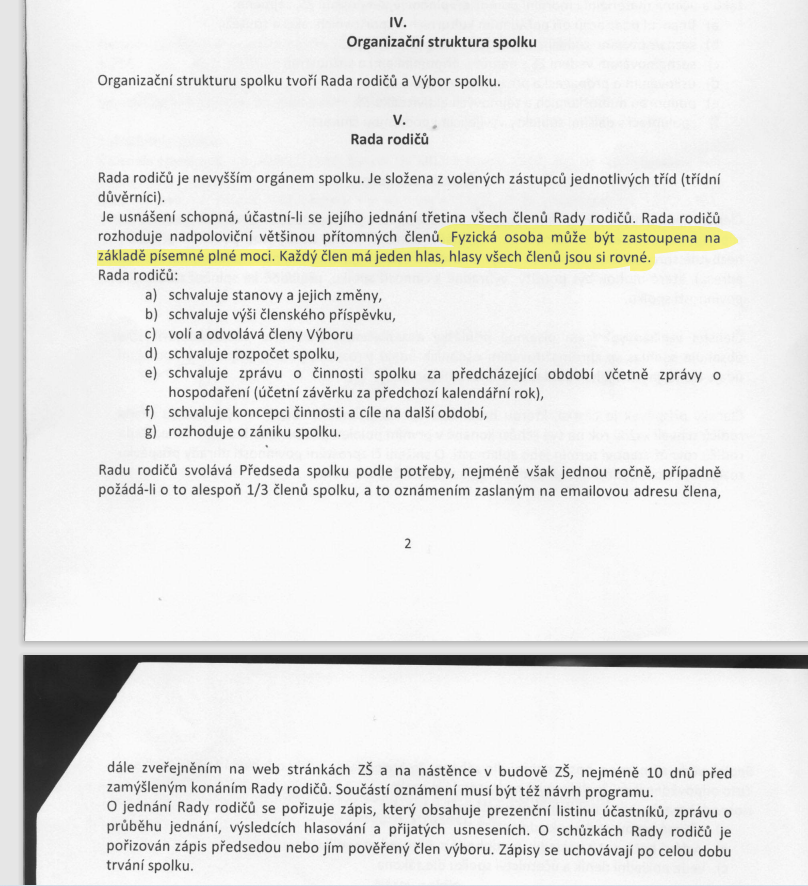 IV.
Organizační struktura spolku
Organizační strukturu spolku tvoří Rada rodičů a Výbor spolku.
V.
Rada rodičů
Rada rodičů je nevyšším orgánem spolku. Je složena z volených zástupců jednotlivých tříd (třídní
důvěrníci).
Je usnášení schopná, účastní-li se jejího jednání třetina všech členů Rady rodičů. Rada rodičů
rozhoduje nadpoloviční většinou přítomných členů. Fyzická osoba může být zastoupena na
základě písemné plné moci. Každý člen má jeden hlas, hlasy všech členů jsou si rovné.
Rada rodičů:
a) schvaluje stanovy a jejich změny,
b) schvaluje výši členského příspěvku,
c) volí a odvolává členy Výboru
d) schvaluje rozpočet spolku,
e) schvaluje zprávu o činnosti spolku za předcházející období včetně zprávy o
hospodaření (účetní závěrku za předchozí kalendářní rok),
f) schvaluje koncepci činnosti a cíle na další období,
g) rozhoduje o zániku spolku.
Radu rodičů svolává Předseda spolku podle potřeby, nejméně však jednou ročně, případně
požádá-li o to alespoň 1/3 členů spolku, a to oznámením zaslaným na emailovou adresu člena,
2
dále zveřejněním na web stránkách ZŠ a na nástěnce v budově ZŠ, nejméně 10 dnů před
zamýšleným konáním Rady rodičů. Součástí oznámení musí být též návrh programu.
O jednání Rady rodičů se pořizuje zápis, který obsahuje prezenční listinu účastníků, zprávu o
průběhu jednání, výsledcích hlasování a přijatých usneseních. O schůzkách Rady rodičů je
pořizován zápis předsedou nebo jím pověřený člen výboru. Zápisy se uchovávají po celou dobu
trvání spolku.